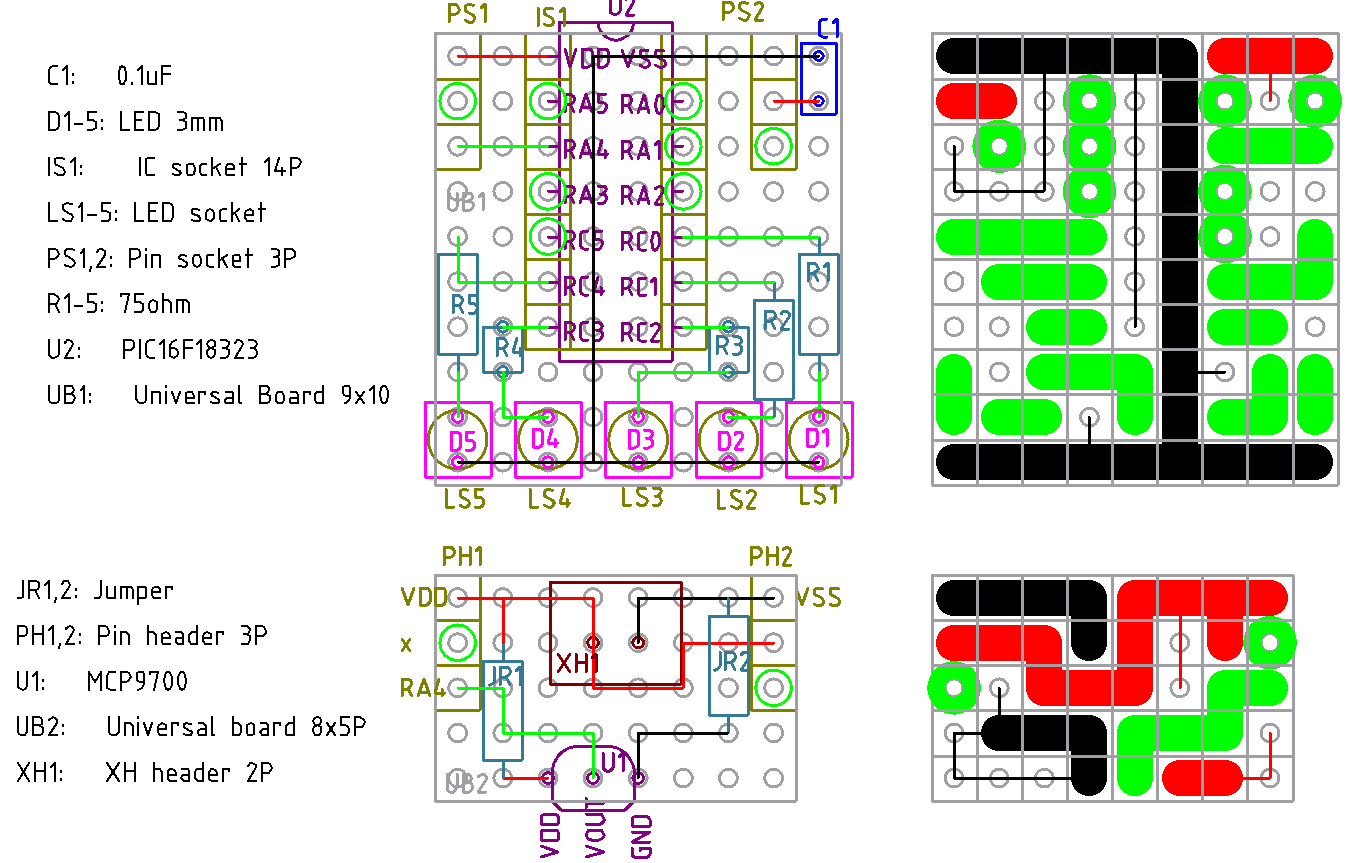 PS1 IS1 U2 PS2 C1
C1: 0.1uF
D1-5: LED 3mm
IS1: IC socket 14P
LS1-5: LED socket
PS1,2: Pin socket 3P
R1-5: 75ohm
U2: PIC16F18323
UB1: Universal Board 9x10
VDD VSS
RA5 RA0
RA4 RA1
RA3 RA2
UB1
RC5 RC0
RC4 RC1
RC3 RC2
R5 R4 R3 R2 R1
D5 D4 D3 D2 D1
LS5 LS4 LS3 LS2 LS1
JR1,2: Jumper
PH1,2: Pin header 3P
U1: MCP9700
UB2: Universal board 8x5P
XH1: XH header 2P
PH1 PH2
VDD VSS
x
XH1 JR2
RA4 JR1
U1
UB2
VDD VOUT GND